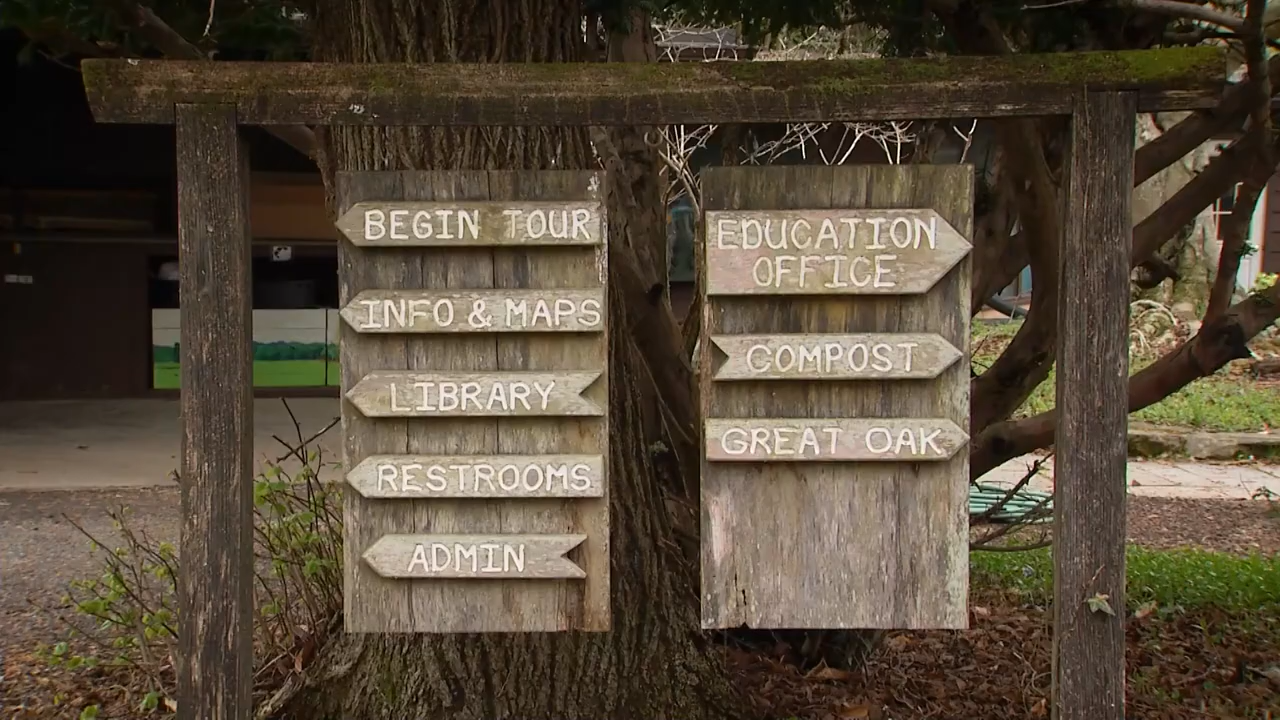 BEGIN TOUR
INFO & MAPS
LIBRARY
RESTROOMS
ADMIN
EDUCATION
OFFICE
COMPOST
GREAT OAK